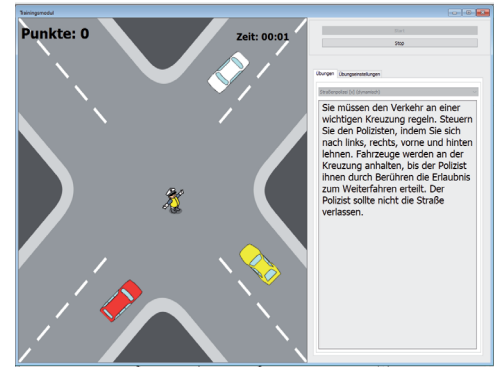 Trainingsmodul
Punkte: 0
Zeit: 00:01
Start
Stop
Übungen
Übungseinstellungen
Sie müssen den Verkehr an einer
wichtigen Kreuzung regeln. Steuern
Sie den Polizisten, indem Sie sich
nach links, rechts, vorne und hinten
lehnen. Fahrzeuge werden an der
Kreuzung anhalten, bis der Polizist
ihnen durch Berühren die Erlaubnis
zum Weiterfahren erteilt. Der
Polizist sollte nicht die Straße
verlassen.